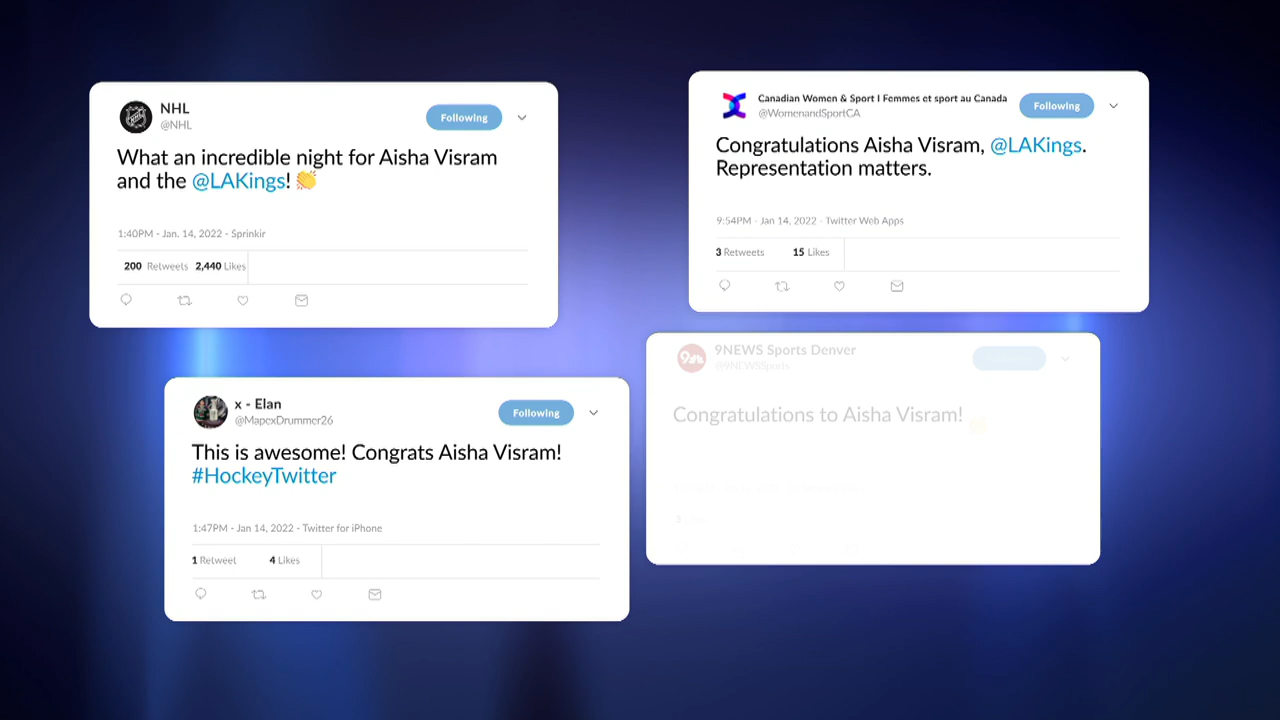 NHL
@NHL
Following
What an incredible night for Aisha Visram
and the @LAKings! 👏
1:40PM - Jan. 14, 2022 - Sprinkir
200 Retweets 2,440 Likes
Canadian Women & Sport I Femmes et sport au Canada
@WomenandSportCA
Following
Congratulations Aisha Visram, @LAKings.
Representation matters.
9:54PM - Jan 14, 2022 - Twitter Web Apps
3 Retweets 15 Likes
x - Elan
@MapexDrummer26
Following
This is awesome! Congrats Aisha Visram!
#HockeyTwitter
1:47PM - Jan 14, 2022 - Twitter for iPhone
1 Retweet 4 Likes
9NEWS Sports Denver
@9NEWSSports
Congratulations to Aisha Visram!